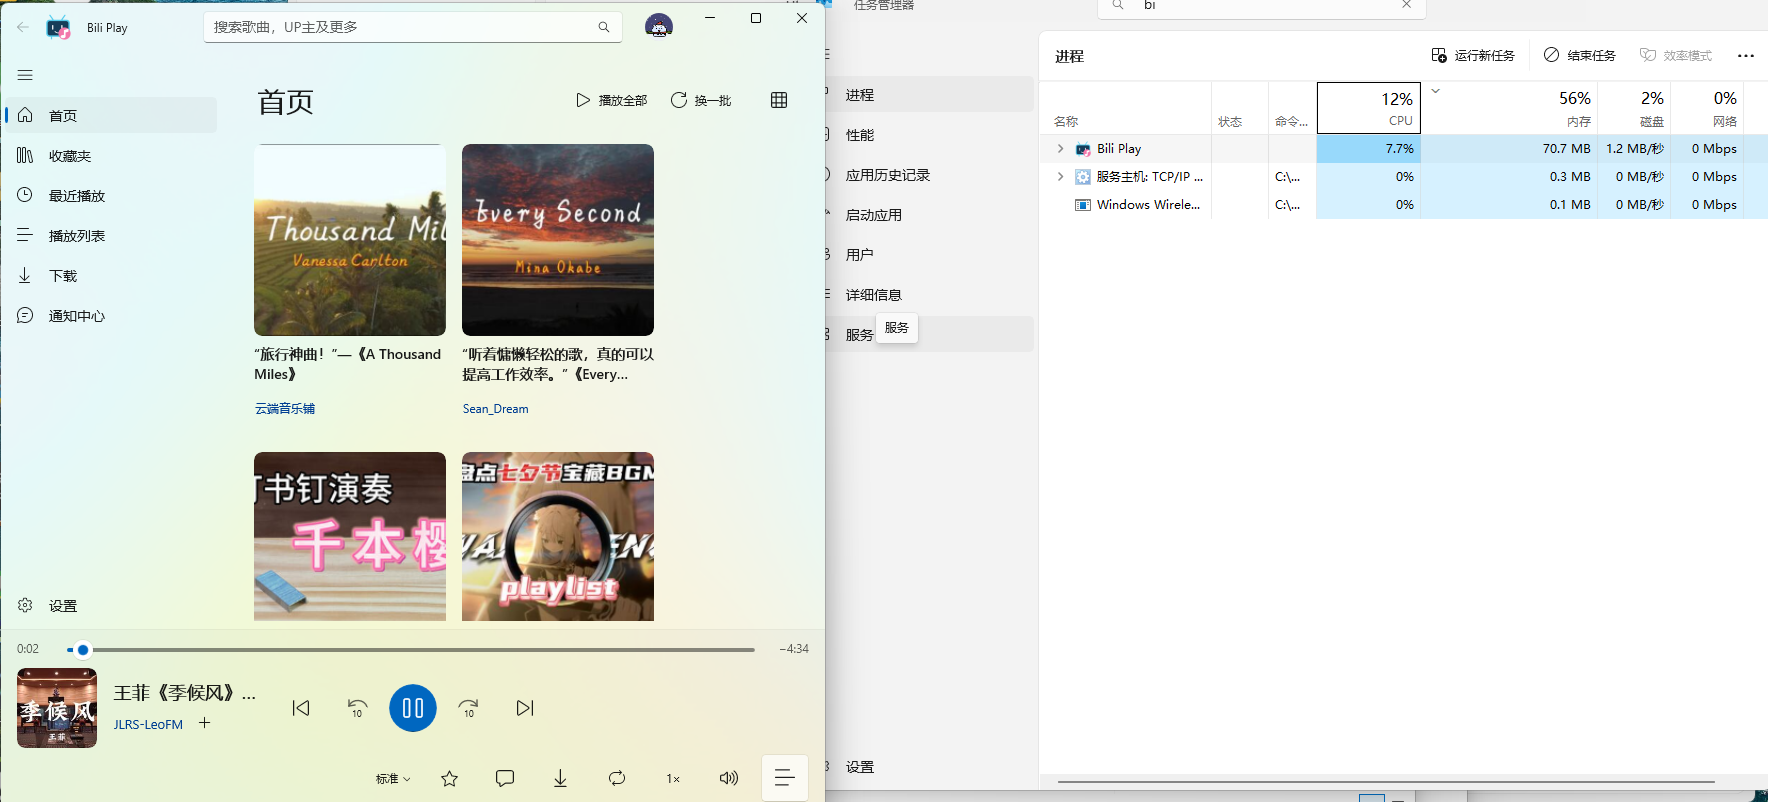 Bili Play
搜索歌曲，UP主及更多
首页
收藏夹
最近播放
播放列表
下载
通知中心
设置
首页
播放全部
换一批
Thousand Mil
Vanessa Carlton
“旅行神曲！”—《A Thousand
Miles》
云端音乐铺
Every Second
Mina Okabe
“听着慵懒轻松的歌，真的可以
提高工作效率。”《Every...
Sean_Dream
丁书钉演奏
千本樱
盘点七夕节宝藏BGM
playlist
0:02
−4:34
季候风
王菲
王菲《季候风》...
JLRS-LeoFM
10
10
标准
1×
任务管理器
bi
进程
性能
应用历史记录
启动应用
用户
详细信息
服务
服务
设置
进程
运行新任务
结束任务
效率模式
12%
56%
2%
0%
名称
状态
命令...
CPU
内存
磁盘
网络
Bili Play
7.7%
70.7 MB
1.2 MB/秒
0 Mbps
服务主机: TCP/IP ...
C:\...
0%
0.3 MB
0 MB/秒
0 Mbps
Windows Wirele...
C:\...
0%
0.1 MB
0 MB/秒
0 Mbps